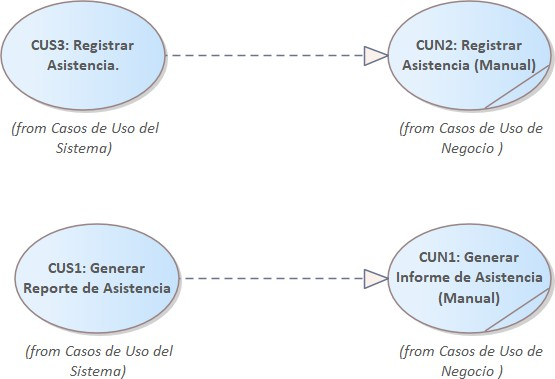 CUS3: Registrar
Asistencia.
(from Casos de Uso del
Sistema)
CUN2: Registrar
Asistencia (Manual)
(from Casos de Uso de
Negocio )
CUS1: Generar
Reporte de Asistencia
(from Casos de Uso del
Sistema)
CUN1: Generar
Informe de Asistencia
(Manual)
(from Casos de Uso de
Negocio )